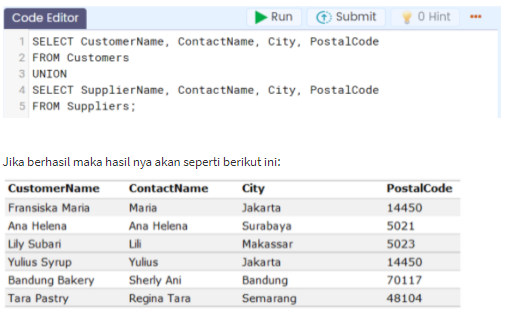 Code Editor Run Submit 0 Hint
1 SELECT CustomerName, ContactName, City, PostalCode
2 FROM Customers
3 UNION
4 SELECT SupplierName, ContactName, City, PostalCode
5 FROM Suppliers;
Jika berhasil maka hasil nya akan seperti berikut ini:
CustomerName ContactName City PostalCode
Fransiska Maria Maria Jakarta 14450
Ana Helena Ana Helena Surabaya 5021
Lily Subari Lili Makassar 5023
Yulius Syrup Yulius Jakarta 14450
Bandung Bakery Sherly Ani Bandung 70117
Tara Pastry Regina Tara Semarang 48104